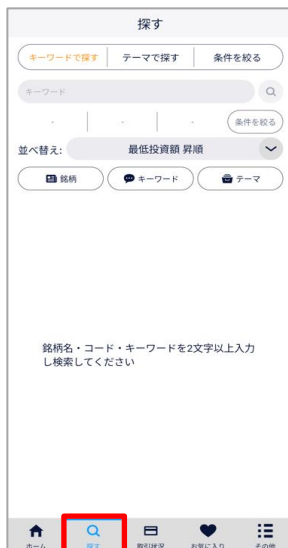 探す
キーワードで探す テーマで探す 条件を絞る
キーワード
- - - 条件を絞る
並べ替え: 最低投資額 昇順
銘柄 キーワード テーマ
銘柄名・コード・キーワードを2文字以上入力
し検索してください
ホーム 探す 取引状況 お気に入り その他